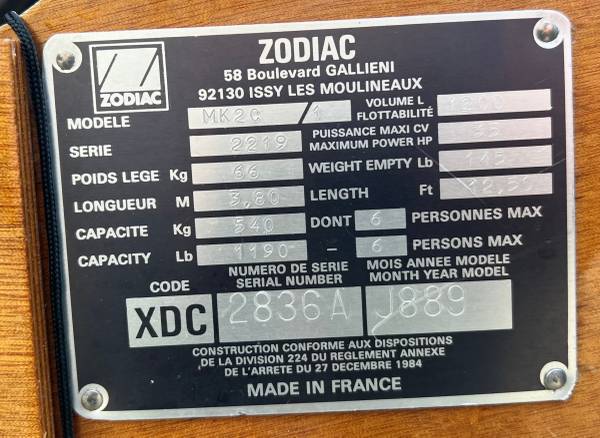 ZODIAC
ZODIAC
58 Boulevard GALLIENI
92130 ISSY LES MOULINEAUX
MODELE MK2C / 1 VOLUME L FLOTTABILITÉ 1200
SERIE 2219 PUISSANCE MAXI CV MAXIMUM POWER HP 35
POIDS LEGE Kg 66 WEIGHT EMPTY Lb 145
LONGUEUR M 3,80 LENGTH Ft
CAPACITE Kg 540 DONT 6 PERSONNES MAX
CAPACITY Lb 1190 - 6 PERSONS MAX
NUMERO DE SERIE MOIS ANNEE MODELE
CODE SERIAL NUMBER MONTH YEAR MODEL
XDC 2836A J889
CONSTRUCTION CONFORME AUX DISPOSITIONS
DE LA DIVISION 224 DU REGLEMENT ANNEXE
DE L'ARRETE DU 27 DECEMBRE 1984
MADE IN FRANCE